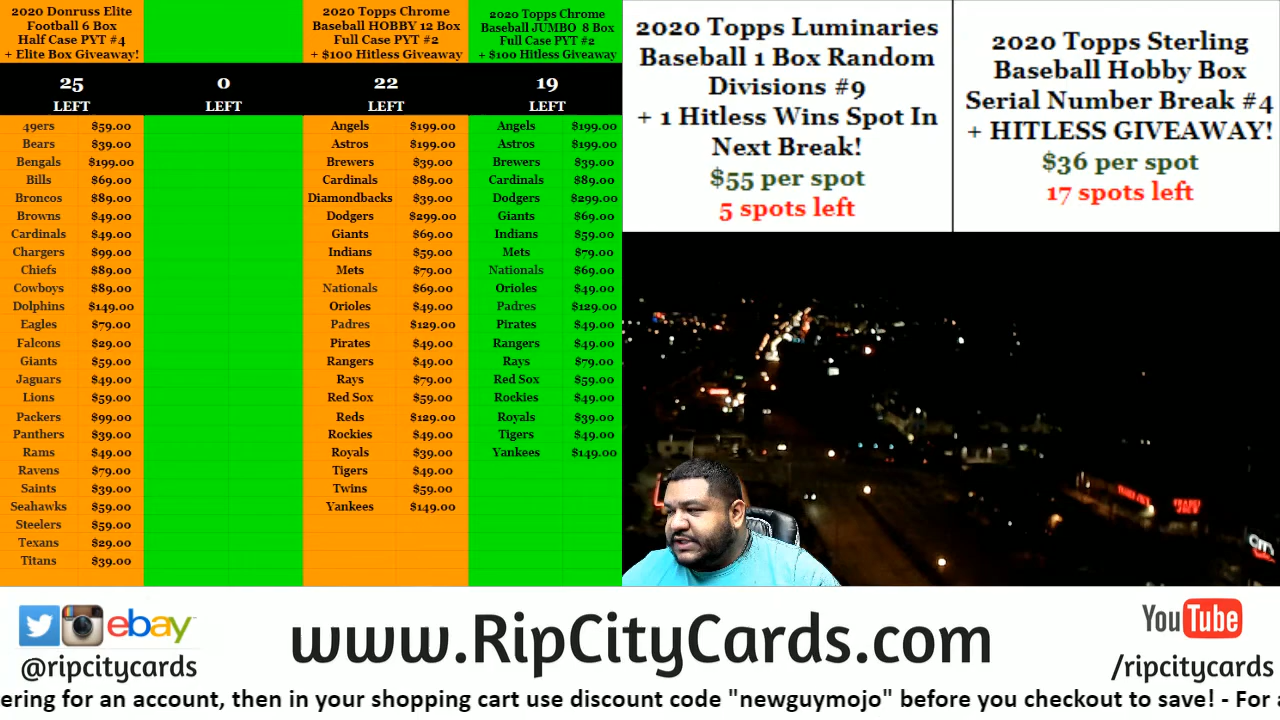 2020 Donruss Elite
Football 6 Box
Half Case PYT #4
+ Elite Box Giveaway!
25
LEFT
49ers $59.00
Bears $39.00
Bengals $199.00
Bills $69.00
Broncos $89.00
Browns $49.00
Cardinals $49.00
Chargers $99.00
Chiefs $89.00
Cowboys $89.00
Dolphins $149.00
Eagles $79.00
Falcons $29.00
Giants $59.00
Jaguars $49.00
Lions $59.00
Packers $99.00
Panthers $39.00
Rams $49.00
Ravens $79.00
Saints $39.00
Seahawks $59.00
Steelers $59.00
Texans $29.00
Titans $39.00
0
LEFT
2020 Topps Chrome
Baseball HOBBY 12 Box
Full Case PYT #2
+ $100 Hitless Giveaway
22
LEFT
Angels $199.00
Astros $199.00
Brewers $39.00
Cardinals $89.00
Diamondbacks $39.00
Dodgers $299.00
Giants $69.00
Indians $59.00
Mets $79.00
Nationals $69.00
Orioles $49.00
Padres $129.00
Pirates $49.00
Rangers $49.00
Rays $79.00
Red Sox $59.00
Reds $129.00
Rockies $49.00
Royals $39.00
Tigers $49.00
Twins $59.00
Yankees $149.00
2020 Topps Chrome
Baseball JUMBO 8 Box
Full Case PYT #2
+ $100 Hitless Giveaway
19
LEFT
Angels $199.00
Astros $199.00
Brewers $39.00
Cardinals $89.00
Dodgers $299.00
Giants $69.00
Indians $59.00
Mets $79.00
Nationals $69.00
Orioles $49.00
Padres $129.00
Pirates $49.00
Rangers $49.00
Rays $79.00
Red Sox $59.00
Rockies $49.00
Royals $39.00
Tigers $49.00
Yankees $149.00
2020 Topps Luminaries
Baseball 1 Box Random
Divisions #9
+ 1 Hitless Wins Spot In
Next Break!
$55 per spot
5 spots left
2020 Topps Sterling
Baseball Hobby Box
Serial Number Break #4
+ HITLESS GIVEAWAY!
$36 per spot
17 spots left
ebay
@ripcitycards
www.RipCityCards.com
YouTube
/ripcitycards
ering for an account, then in your shopping cart use discount code "newguymojo" before you checkout to save! - For a